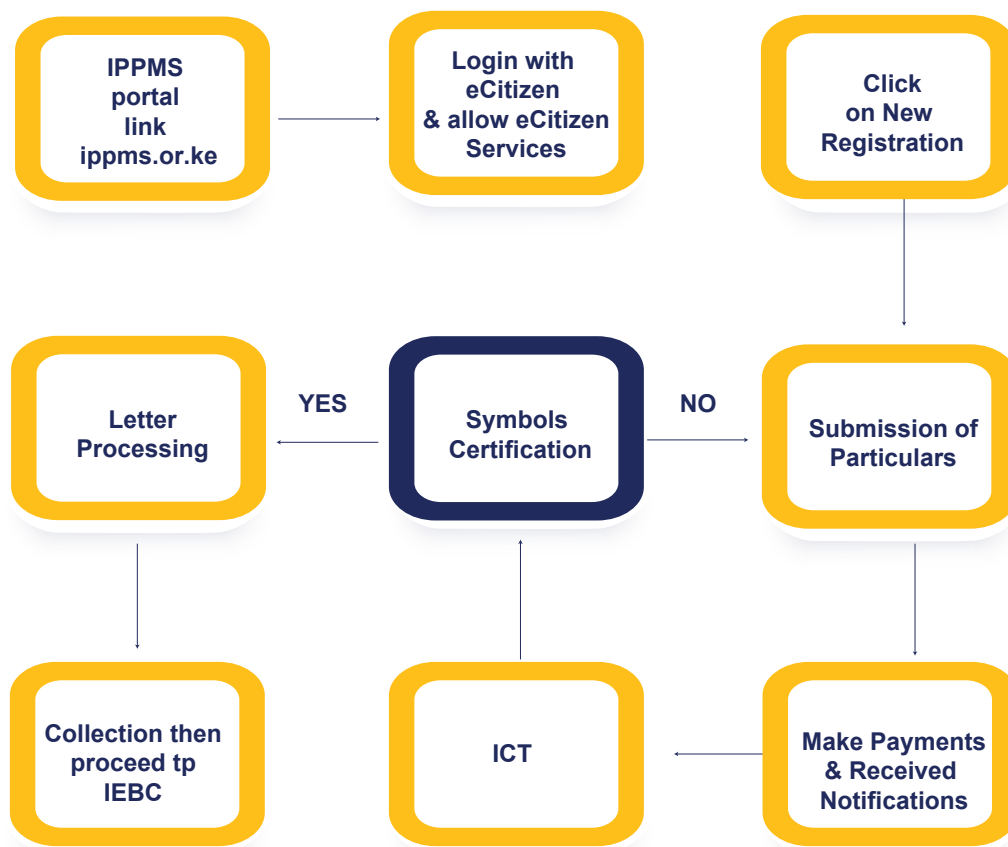 IPPMS
portal
link
ippms.or.ke
Login with
eCitizen
& allow eCitizen
Services
Click
on New
Registration
Letter
Processing
YES
Symbols
Certification
NO
Submission of
Particulars
Collection then
proceed tp
IEBC
ICT
Make Payments
& Received
Notifications